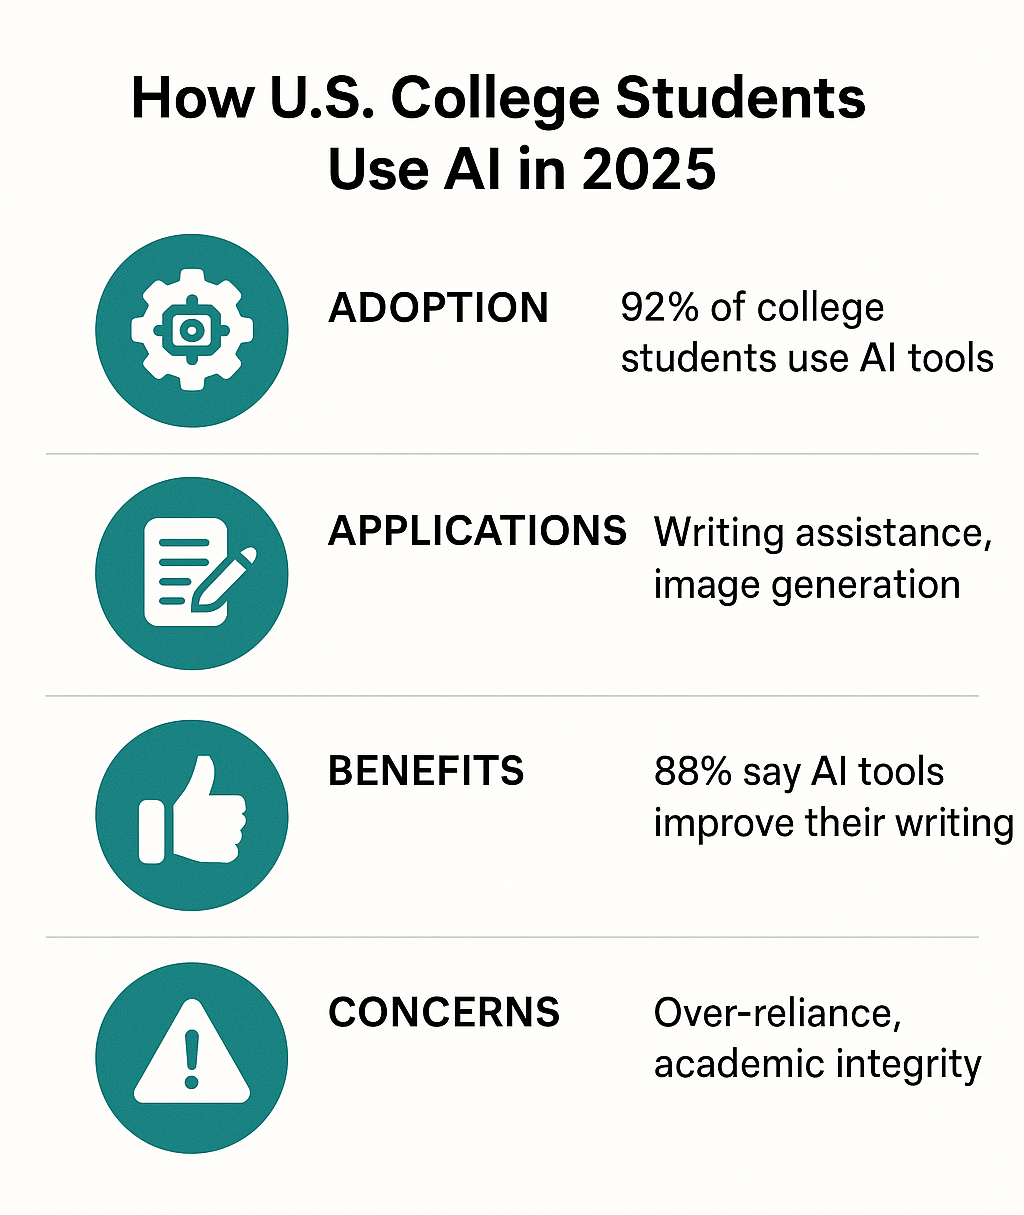 How U.S. College Students
Use AI in 2025
ADOPTION
92% of college
students use AI tools
APPLICATIONS
Writing assistance,
image generation
BENEFITS
88% say AI tools
improve their writing
CONCERNS
Over-reliance,
academic integrity